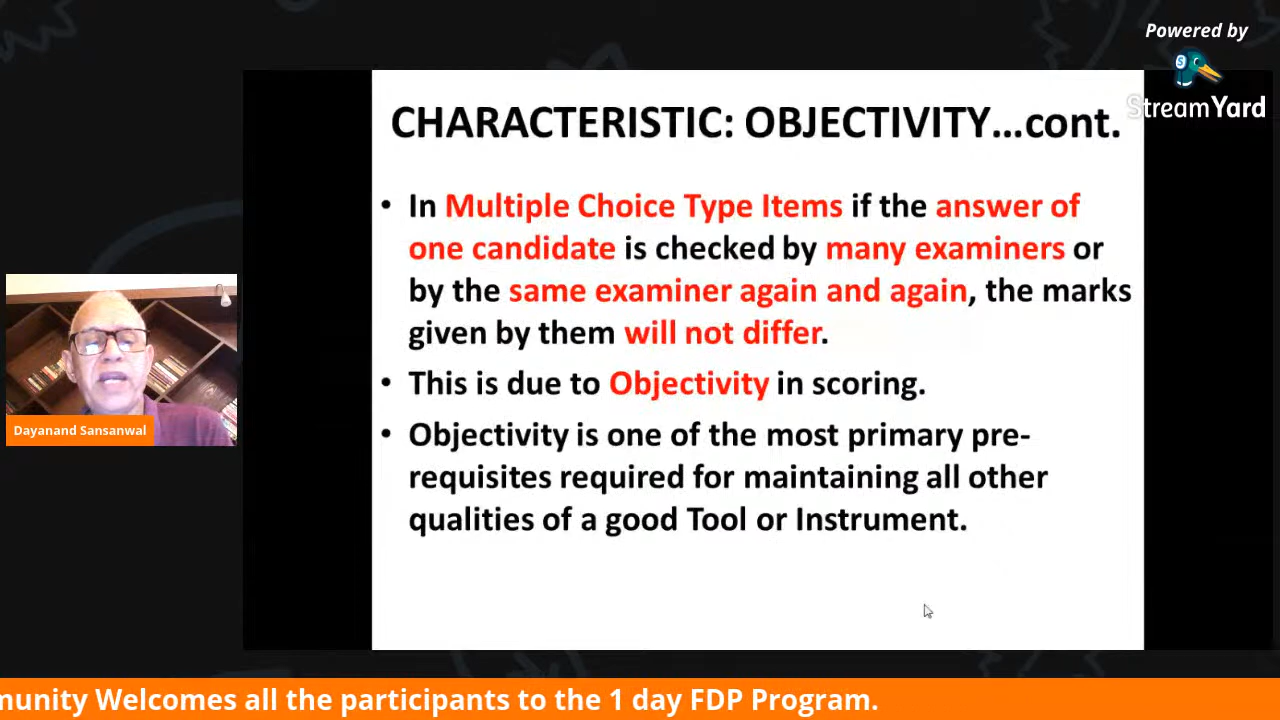 Powered by
StreamYard
CHARACTERISTIC: OBJECTIVITY...cont.
• In Multiple Choice Type Items if the answer of
one candidate is checked by many examiners or
by the same examiner again and again, the marks
given by them will not differ.
• This is due to Objectivity in scoring.
• Objectivity is one of the most primary pre-
requisites required for maintaining all other
qualities of a good Tool or Instrument.
Dayanand Sansanwal
munity Welcomes all the participants to the 1 day FDP Program.